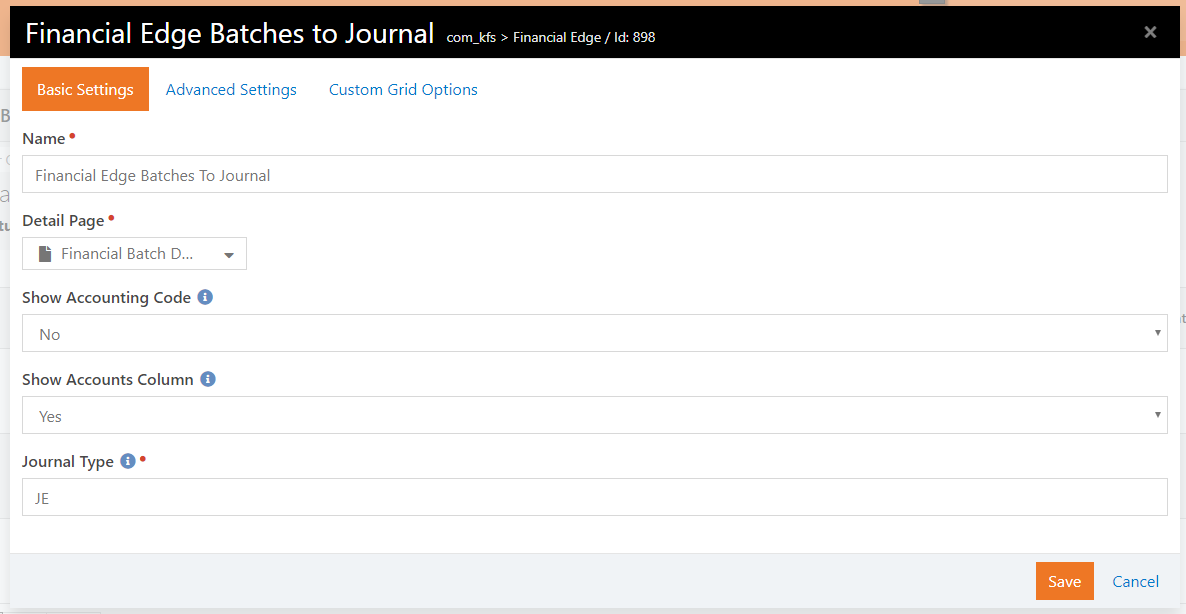 Financial Edge Batches to Journal com_kfs > Financial Edge / Id: 898
×
Basic Settings Advanced Settings Custom Grid Options
Name
Financial Edge Batches To Journal
Detail Page
Financial Batch D...
Show Accounting Code
No
Show Accounts Column
Yes
Journal Type
JE
Save Cancel